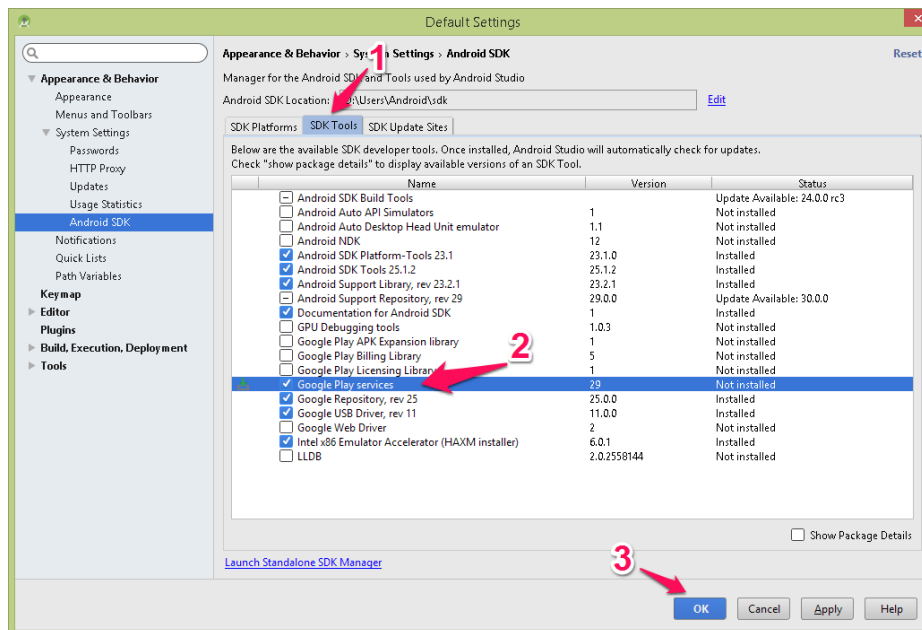 Default Settings
Appearance & Behavior › System Settings › Android SDK
Reset
Manager for the Android SDK and Tools used by Android Studio
Android SDK Location: :\Users\Android\sdk
Edit
SDK Platforms SDK Tools SDK Update Sites
Below are the available SDK developer tools. Once installed, Android Studio will automatically check for updates.
Check "show package details" to display available versions of an SDK Tool.
Name Version Status
Android SDK Build Tools Update Available: 24.0.0 rc3
Android Auto API Simulators 1 Not installed
Android Auto Desktop Head Unit emulator 1.1 Not installed
Android NDK 12 Not installed
Android SDK Platform-Tools 23.1 23.1.0 Installed
Android SDK Tools 25.1.2 25.1.2 Installed
Android Support Library, rev 23.2.1 23.2.1 Installed
Android Support Repository, rev 29 29.0.0 Update Available: 30.0.0
Documentation for Android SDK 1 Installed
GPU Debugging tools 1.0.3 Not installed
Google Play APK Expansion library 1 Not installed
Google Play Billing Library 5 Not installed
Google Play Licensing Library 1 Not installed
Google Play services 29 Not installed
Google Repository, rev 25 25.0.0 Installed
Google USB Driver, rev 11 11.0.0 Installed
Google Web Driver 2 Not installed
Intel x86 Emulator Accelerator (HAXM installer) 6.0.1 Installed
LLDB 2.0.2558144 Not installed
Show Package Details
Launch Standalone SDK Manager
OK Cancel Apply Help
Appearance & Behavior
Appearance
Menus and Toolbars
System Settings
Passwords
HTTP Proxy
Updates
Usage Statistics
Android SDK
Notifications
Quick Lists
Path Variables
Keymap
Editor
Plugins
Build, Execution, Deployment
Tools
1
2
3